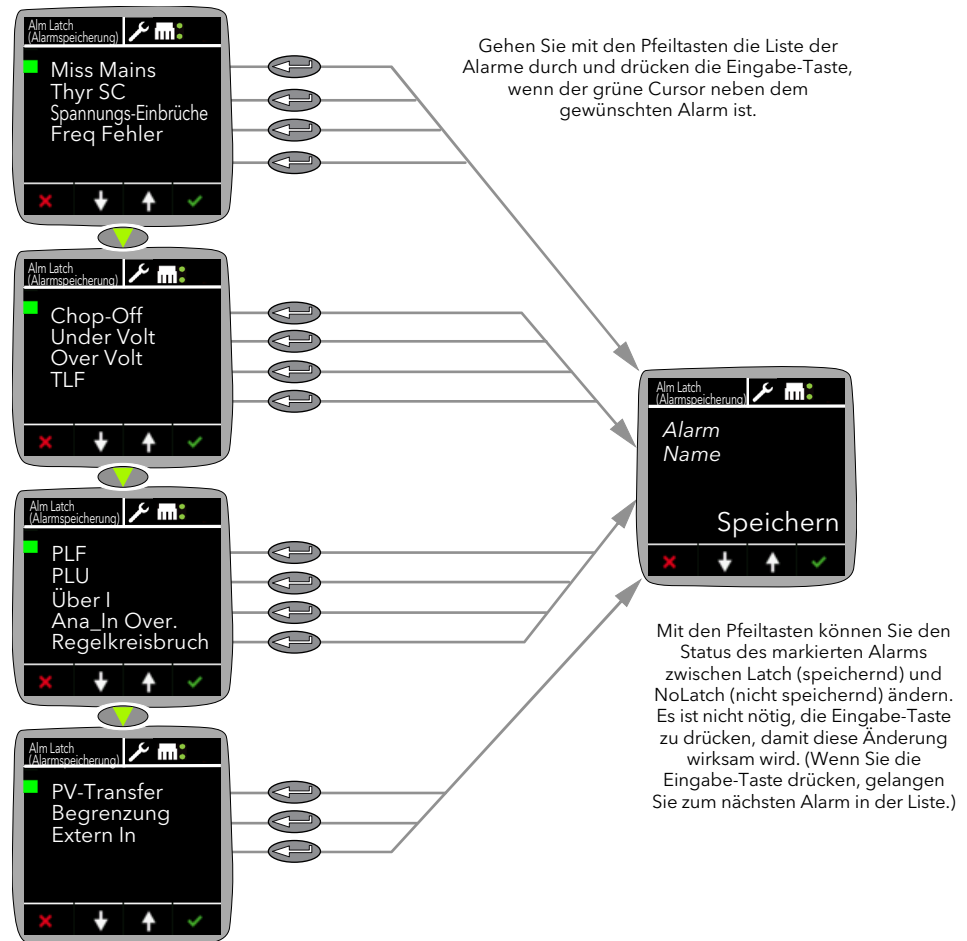 Alm Latch
(Alarmspeicherung)
Miss Mains
Thyr SC
Spannungs-Einbrüche
Freq Fehler
Gehen Sie mit den Pfeiltasten die Liste der
Alarme durch und drücken die Eingabe-Taste,
wenn der grüne Cursor neben dem
gewünschten Alarm ist.
Alm Latch
(Alarmspeicherung)
Chop-Off
Under Volt
Over Volt
TLF
Alm Latch
(Alarmspeicherung)
PLF
PLU
Über I
Ana_In Over.
Regelkreisbruch
Alm Latch
(Alarmspeicherung)
PV-Transfer
Begrenzung
Extern In
Alm Latch
(Alarmspeicherung)
Alarm
Name
Speichern
Mit den Pfeiltasten können Sie den
Status des markierten Alarms
zwischen Latch (speichernd) und
NoLatch (nicht speichernd) ändern.
Es ist nicht nötig, die Eingabe-Taste
zu drücken, damit diese Änderung
wirksam wird. (Wenn Sie die
Eingabe-Taste drücken, gelangen
Sie zum nächsten Alarm in der Liste.)